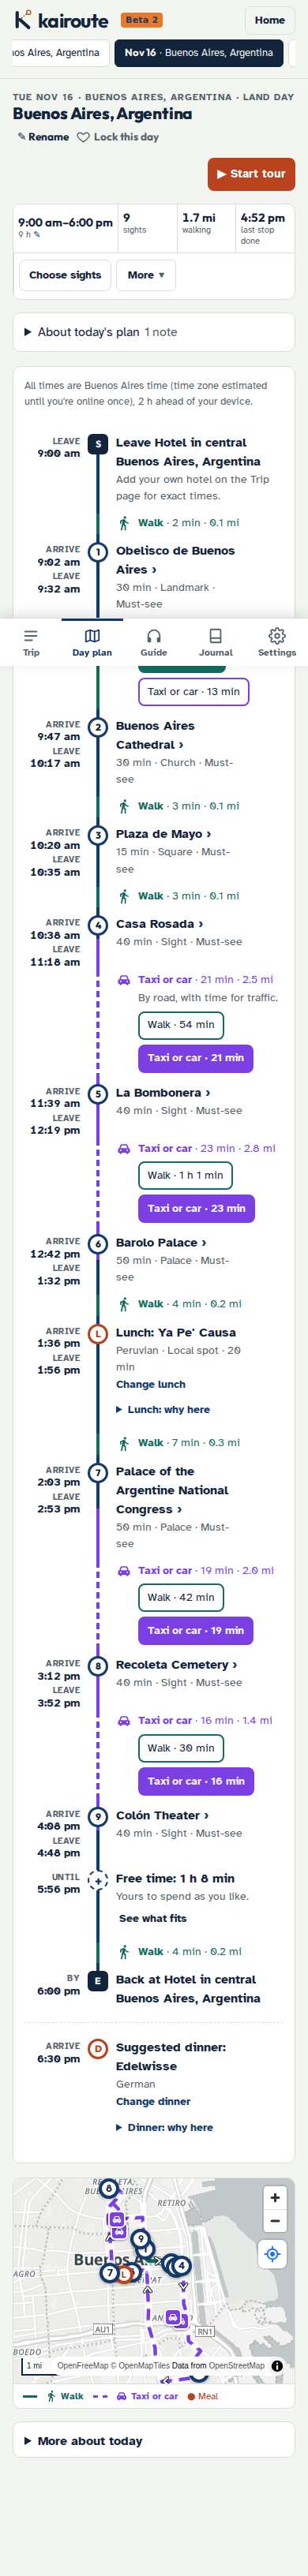 kairoute
Beta 2
Home
os Aires, Argentina
Nov 16 · Buenos Aires, Argentina
TUE NOV 16 · BUENOS AIRES, ARGENTINA · LAND DAY
Buenos Aires, Argentina
✎ Rename
Lock this day
▶ Start tour
9:00 am–6:00 pm
9 h ✎
9
sights
1.7 mi
walking
4:52 pm
last stop
done
Choose sights
More ▾
▶ About today's plan 1 note
All times are Buenos Aires time (time zone estimated
until you're online once), 2 h ahead of your device.
LEAVE
9:00 am
S
Leave Hotel in central
Buenos Aires, Argentina
Add your own hotel on the Trip
page for exact times.
Walk · 2 min · 0.1 mi
ARRIVE
9:02 am
LEAVE
9:32 am
1
Obelisco de Buenos
Aires ›
30 min · Landmark ·
Must-see
Trip
Day plan
Guide
Journal
Settings
Taxi or car · 13 min
ARRIVE
9:47 am
LEAVE
10:17 am
2
Buenos Aires
Cathedral ›
30 min · Church · Must-
see
Walk · 3 min · 0.1 mi
ARRIVE
10:20 am
LEAVE
10:35 am
3
Plaza de Mayo ›
15 min · Square · Must-
see
Walk · 3 min · 0.1 mi
ARRIVE
10:38 am
LEAVE
11:18 am
4
Casa Rosada ›
40 min · Sight · Must-see
Taxi or car · 21 min · 2.5 mi
By road, with time for traffic.
Walk · 54 min
Taxi or car · 21 min
ARRIVE
11:39 am
LEAVE
12:19 pm
5
La Bombonera ›
40 min · Sight · Must-see
Taxi or car · 23 min · 2.8 mi
Walk · 1 h 1 min
Taxi or car · 23 min
ARRIVE
12:42 pm
LEAVE
1:32 pm
6
Barolo Palace ›
50 min · Palace · Must-
see
Walk · 4 min · 0.2 mi
ARRIVE
1:36 pm
LEAVE
1:56 pm
L
Lunch: Ya Pe' Causa
Peruvian · Local spot · 20
min
Change lunch
▶ Lunch: why here
Walk · 7 min · 0.3 mi
ARRIVE
2:03 pm
LEAVE
2:53 pm
7
Palace of the
Argentine National
Congress ›
50 min · Palace · Must-
see
Taxi or car · 19 min · 2.0 mi
Walk · 42 min
Taxi or car · 19 min
ARRIVE
3:12 pm
LEAVE
3:52 pm
8
Recoleta Cemetery ›
40 min · Sight · Must-see
Taxi or car · 16 min · 1.4 mi
Walk · 30 min
Taxi or car · 16 min
ARRIVE
4:08 pm
LEAVE
4:48 pm
9
Colón Theater ›
40 min · Sight · Must-see
UNTIL
5:56 pm
+
Free time: 1 h 8 min
Yours to spend as you like.
See what fits
Walk · 4 min · 0.2 mi
BY
6:00 pm
E
Back at Hotel in central
Buenos Aires, Argentina
ARRIVE
6:30 pm
D
Suggested dinner:
Edelwisse
German
Change dinner
▶ Dinner: why here
8
RETIRO
9
4
7
L
AGRO
AU1
RN1
BOEDO
+
−
1 mi
OpenFreeMap © OpenMapTiles Data from OpenStreetMap
Walk
Taxi or car
Meal
▶ More about today